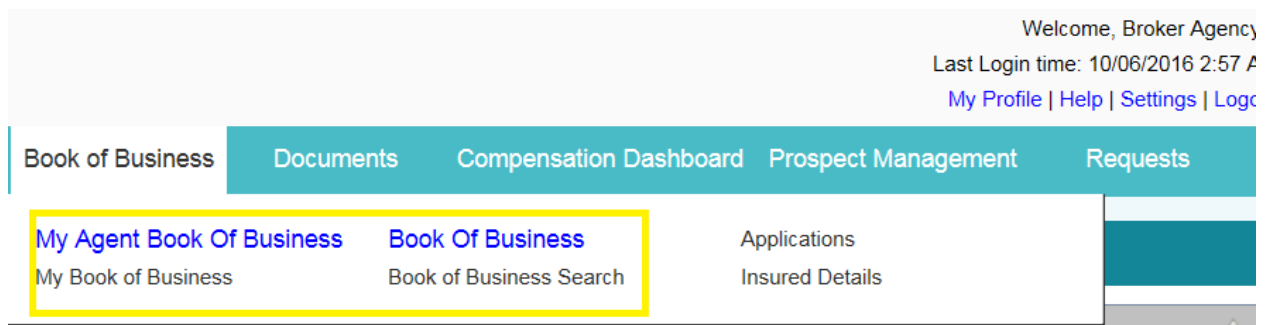 Welcome, Broker Agency
Last Login time: 10/06/2016 2:57 A
My Profile | Help | Settings | Logo
Book of Business Documents Compensation Dashboard Prospect Management Requests
My Agent Book Of Business Book Of Business Applications
My Book of Business Book of Business Search Insured Details